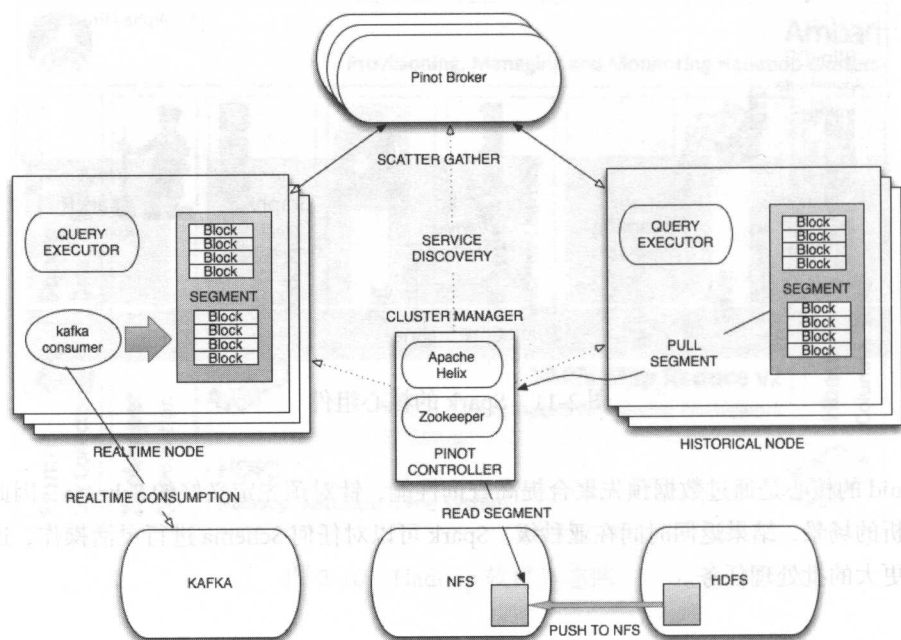 Pinot Broker
SCATTER GATHER
QUERY
EXECUTOR
Block
Block
Block
Block
SEGMENT
Block
Block
Block
Block
kafka
consumer
REALTIME NODE
SERVICE
DISCOVERY
CLUSTER MANAGER
Apache
Helix
Zookeeper
PINOT
CONTROLLER
QUERY
EXECUTOR
Block
Block
Block
Block
SEGMENT
Block
Block
Block
Block
PULL
SEGMENT
HISTORICAL NODE
REALTIME CONSUMPTION
READ SEGMENT
KAFKA
NFS
HDFS
PUSH TO NFS